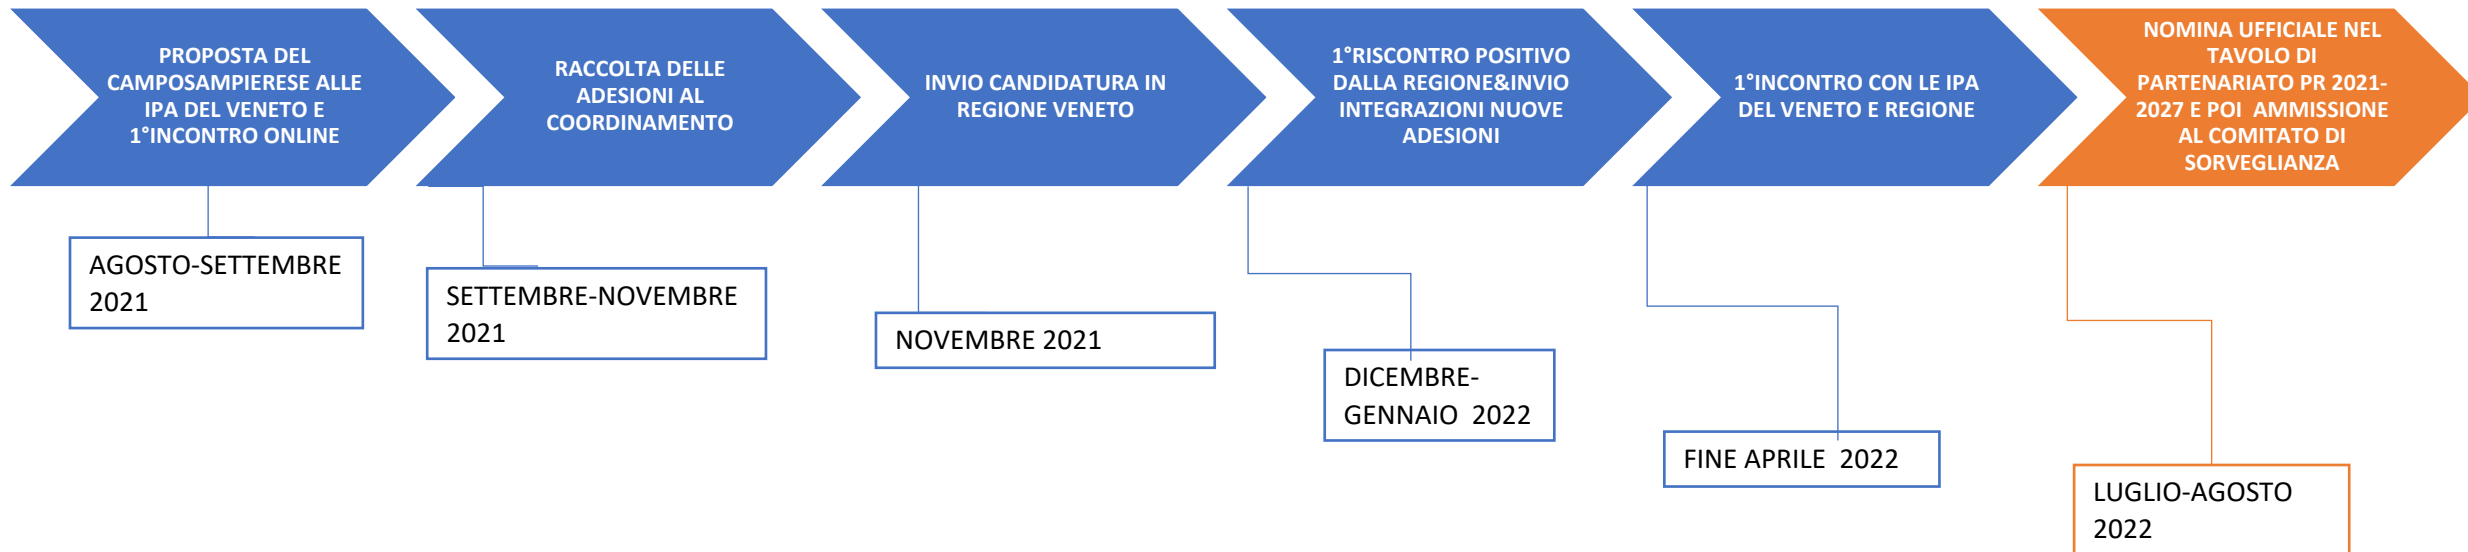 PROPOSTA DEL
CAMPOSAMPIERESE ALLE
IPA DEL VENETO E
1°INCONTRO ONLINE
RACCOLTA DELLE
ADESIONI AL
COORDINAMENTO
INVIO CANDIDATURA IN
REGIONE VENETO
1°RISCONTRO POSITIVO
DALLA REGIONE&INVIO
INTEGRAZIONI NUOVE
ADESIONI
1°INCONTRO CON LE IPA
DEL VENETO E REGIONE
NOMINA UFFICIALE NEL
TAVOLO DI
PARTENARIATO PR 2021-
2027 E POI AMMISSIONE
AL COMITATO DI
SORVEGLIANZA
AGOSTO-SETTEMBRE
2021
SETTEMBRE-NOVEMBRE
2021
NOVEMBRE 2021
DICEMBRE-
GENNAIO 2022
FINE APRILE 2022
LUGLIO-AGOSTO
2022